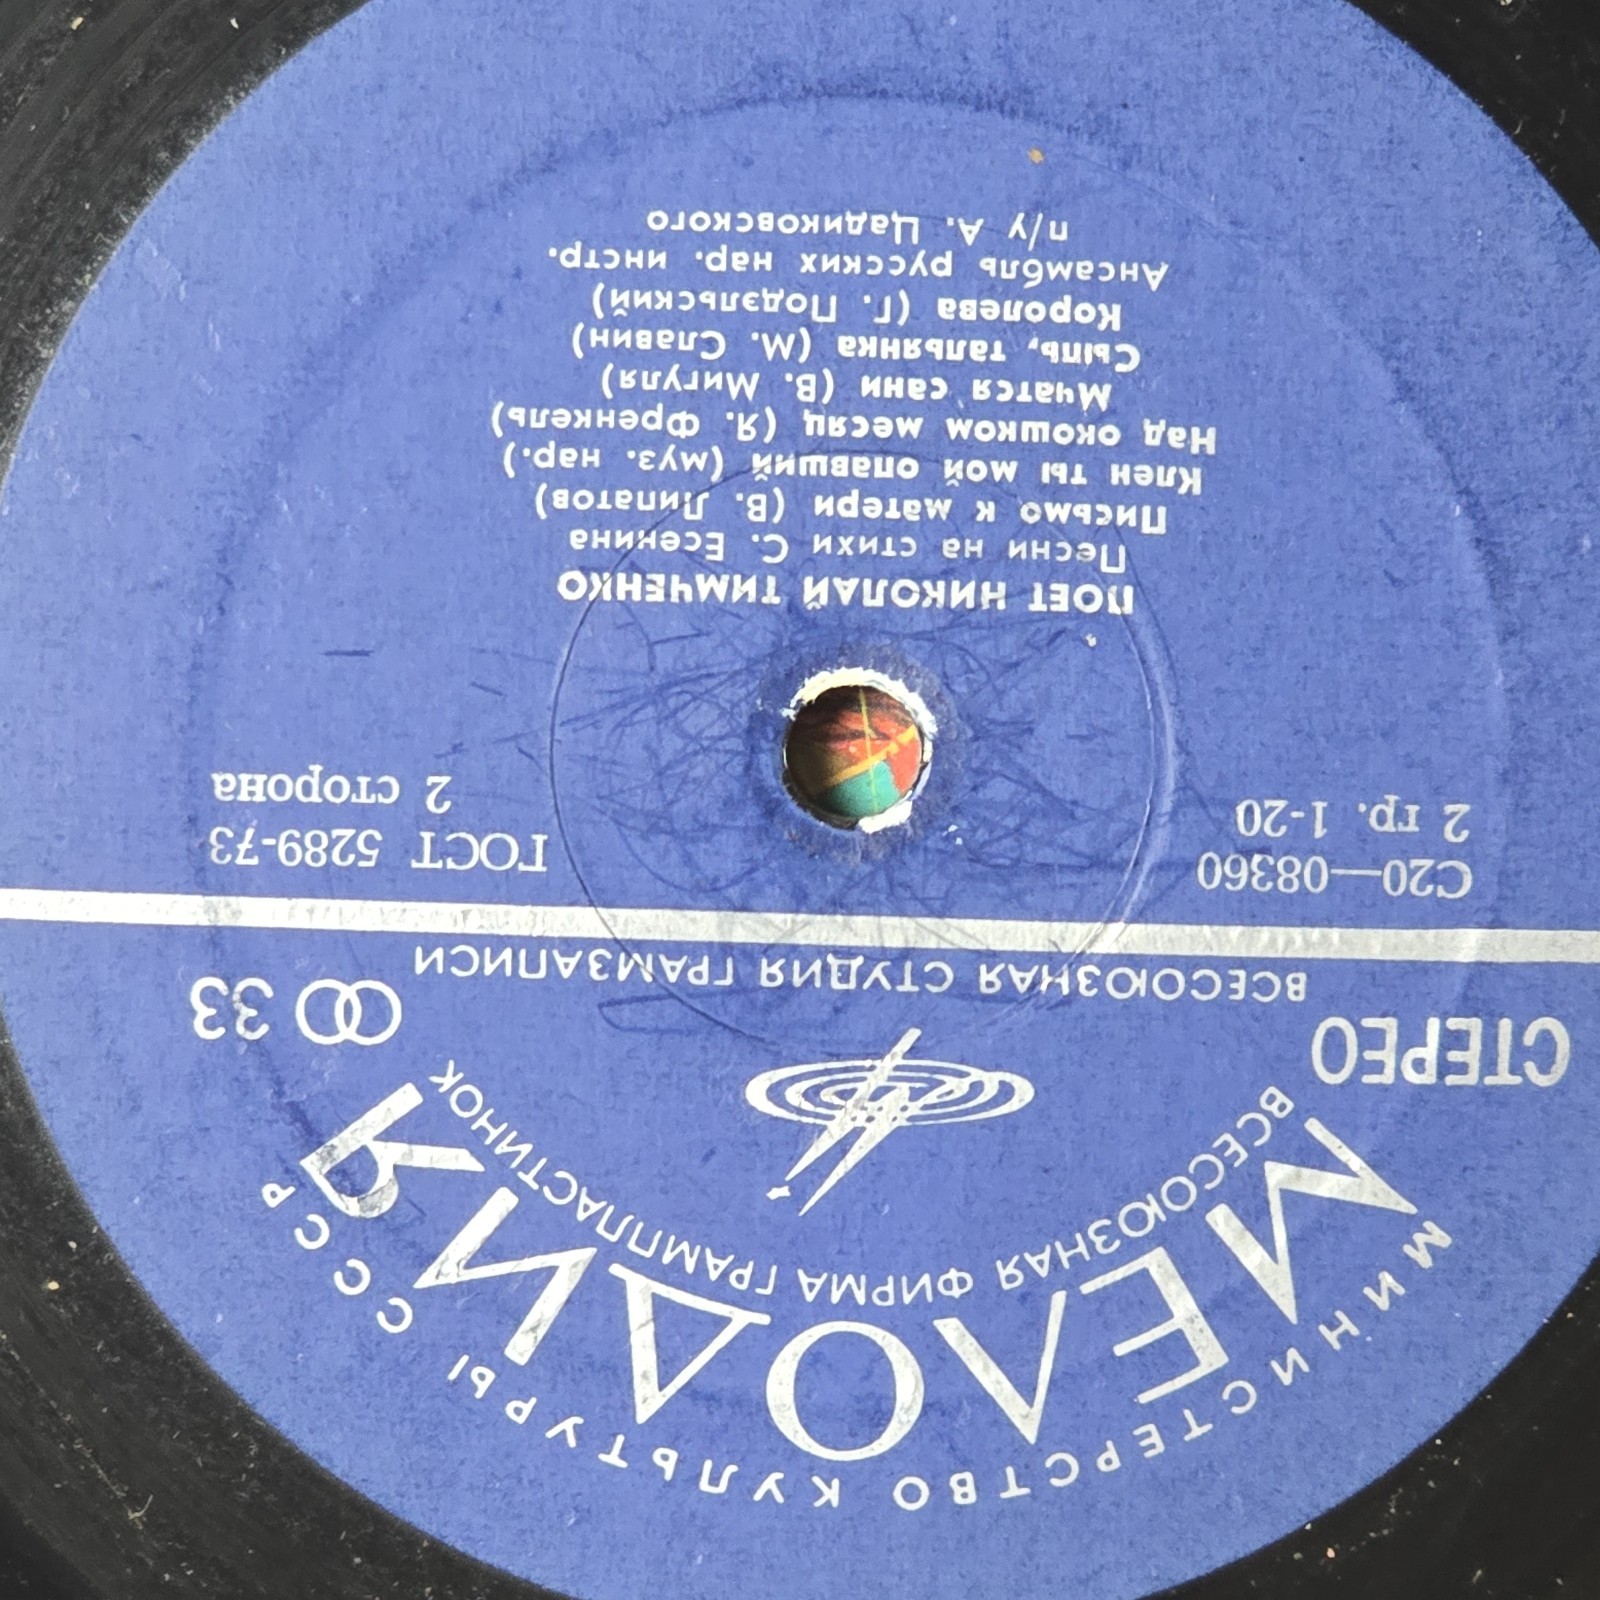 МИНИСТЕРСТВО КУЛЬТУРЫ СССР
МЕЛОДИЯ
ВСЕСОЮЗНАЯ ФИРМА ГРАМПЛАСТИНОК
СТЕРЕО
33
ВСЕСОЮЗНАЯ СТУДИЯ ГРАМЗАПИСИ
С20—08360
2 гр. 1-20
ГОСТ 5289-73
2 сторона
ПОЕТ НИКОЛАЙ ТИМЧЕНКО
Песни на стихи С. Есенина
Письмо к матери (В. Липатов)
Клен ты мой опавший (муз. нар.)
Над окошком месяц (Я. Френкель)
Мчатся сани (В. Мигуля)
Сыпь, тальянка (М. Славин)
Королева (Г. Подэльский)
Ансамбль русских нар. инстр.
п/у А. Цадиковского